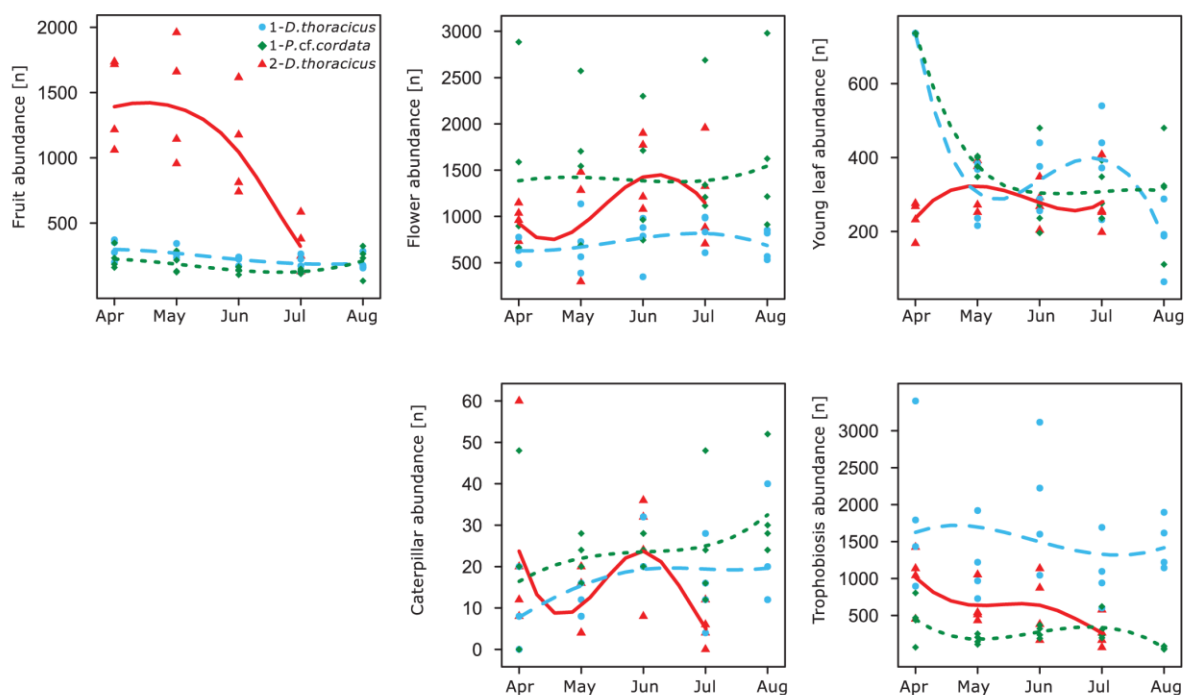 Fruit abundance [n]
2000
1500
1000
500
Apr May Jun Jul Aug
1-D.thoracicus
1-P.cf.cordata
2-D.thoracicus
Flower abundance [n]
3000
2500
2000
1500
1000
500
Apr May Jun Jul Aug
Young leaf abundance [n]
600
400
200
Apr May Jun Jul Aug
Caterpillar abundance [n]
60
50
40
30
20
10
0
Apr May Jun Jul Aug
Trophobiosis abundance [n]
3000
2500
2000
1500
1000
500
Apr May Jun Jul Aug